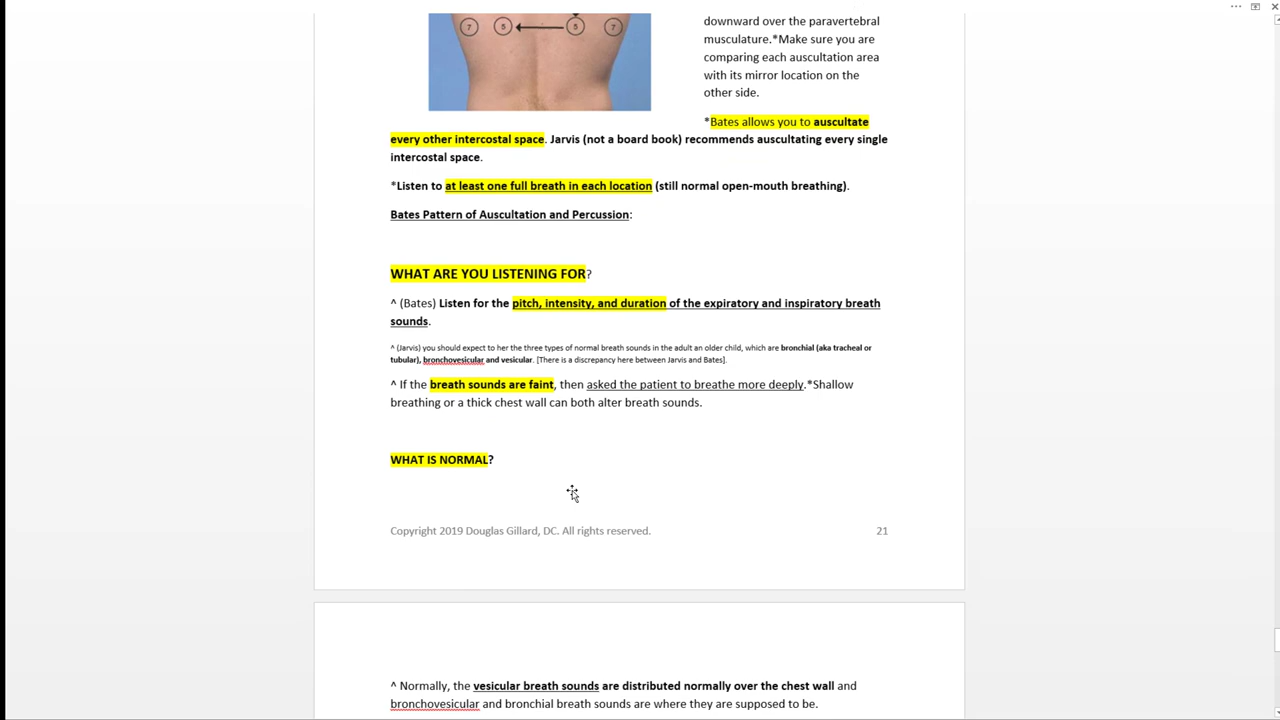 7 5 5 7
downward over the paravertebral
musculature.*Make sure you are
comparing each auscultation area
with its mirror location on the
other side.
*Bates allows you to auscultate
every other intercostal space. Jarvis (not a board book) recommends auscultating every single
intercostal space.
*Listen to at least one full breath in each location (still normal open-mouth breathing).
Bates Pattern of Auscultation and Percussion:
WHAT ARE YOU LISTENING FOR?
^ (Bates) Listen for the pitch, intensity, and duration of the expiratory and inspiratory breath
sounds.
^ (Jarvis) you should expect to her the three types of normal breath sounds in the adult an older child, which are bronchial (aka tracheal or
tubular), bronchovesicular and vesicular. [There is a discrepancy here between Jarvis and Bates].
^ If the breath sounds are faint, then asked the patient to breathe more deeply.*Shallow
breathing or a thick chest wall can both alter breath sounds.
WHAT IS NORMAL?
Copyright 2019 Douglas Gillard, DC. All rights reserved. 21
^ Normally, the vesicular breath sounds are distributed normally over the chest wall and
bronchovesicular and bronchial breath sounds are where they are supposed to be.